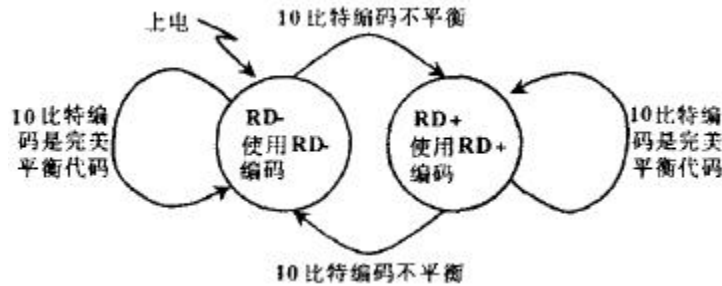 上电
10比特编码不平衡
10比特编
码是完美
平衡代码
RD-
使用RD-
编码
RD+
使用RD+
编码
10比特编
码是完美
平衡代码
10比特编码不平衡